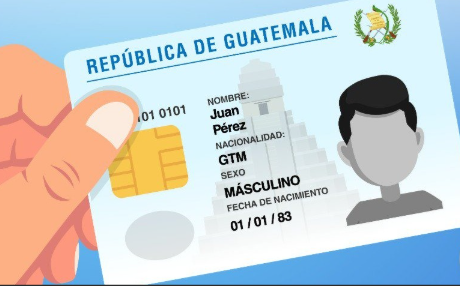 REPÚBLICA DE GUATEMALA
101 0101
NOMBRE:
Juan
Pérez
NACIONALIDAD:
GTM
SEXO
MÁSCULINO
FECHA DE NACIMIENTO
01 / 01 / 83